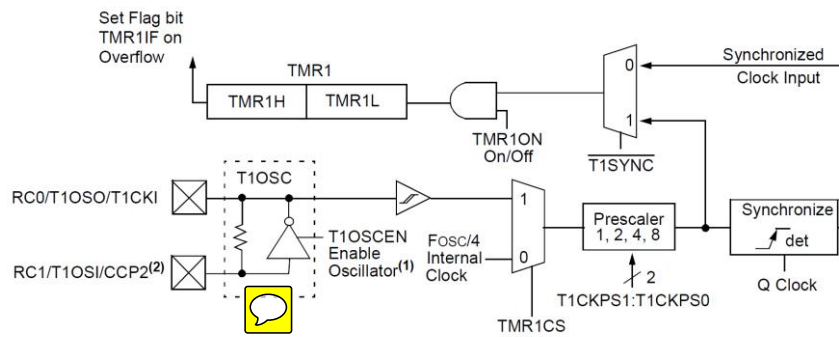 Set Flag bit
TMR1IF on
Overflow
TMR1
TMR1H
TMR1L
TMR1ON
On/Off
0
1
T1SYNC
Synchronized
Clock Input
RC0/T1OSO/T1CKI
T1OSC
T1OSCEN
Enable
Oscillator(1)
RC1/T1OSI/CCP2(2)
FOSC/4
Internal
Clock
1
0
TMR1CS
Prescaler
1, 2, 4, 8
2
T1CKPS1:T1CKPS0
Synchronize
det
Q Clock